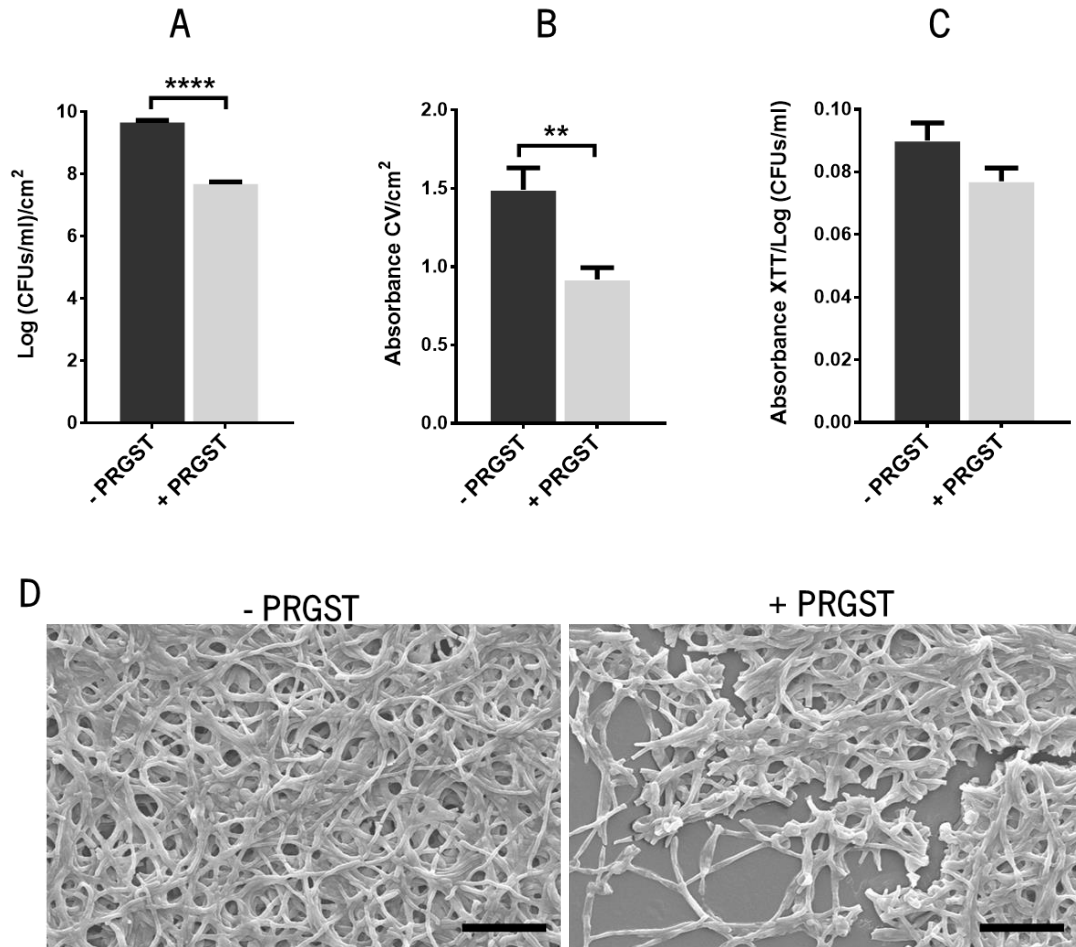 A
Log (CFUs/ml)/cm²
10
8
6
4
2
0
****
- PRGST
+ PRGST
B
Absorbance CV/cm²
2.0
1.5
1.0
0.5
0.0
**
- PRGST
+ PRGST
C
Absorbance XTT/Log (CFUs/ml)
0.10
0.08
0.06
0.04
0.02
0.00
- PRGST
+ PRGST
D
- PRGST
+ PRGST